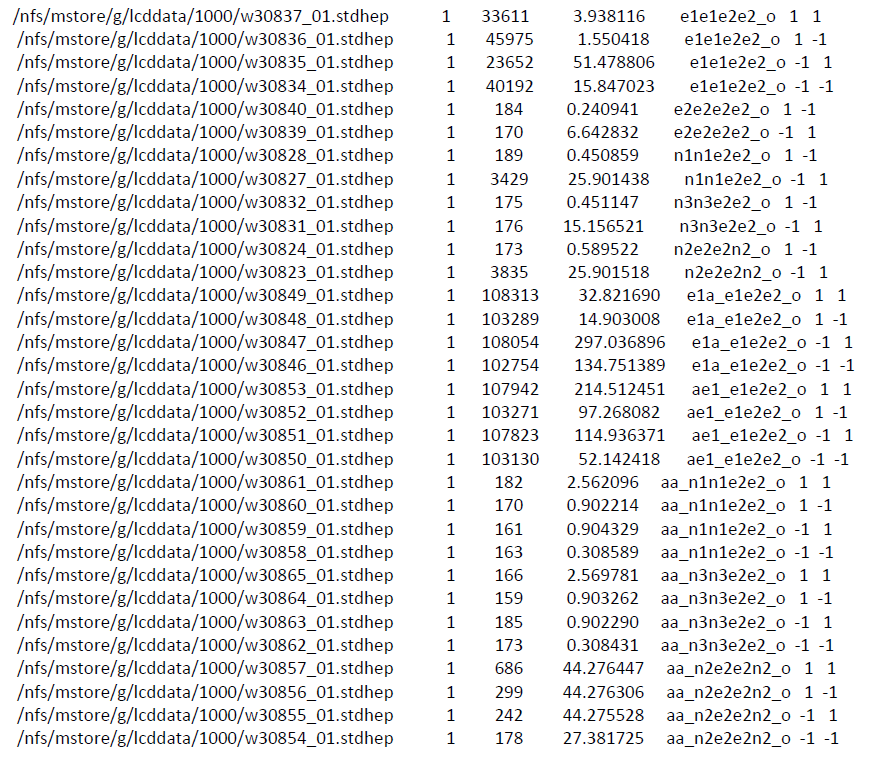 /nfs/mstore/g/lcddata/1000/w30837_01.stdhep 1 33611 3.938116 e1e1e2e2_o 1 1
/nfs/mstore/g/lcddata/1000/w30836_01.stdhep 1 45975 1.550418 e1e1e2e2_o 1 -1
/nfs/mstore/g/lcddata/1000/w30835_01.stdhep 1 23652 51.478806 e1e1e2e2_o -1 1
/nfs/mstore/g/lcddata/1000/w30834_01.stdhep 1 40192 15.847023 e1e1e2e2_o -1 -1
/nfs/mstore/g/lcddata/1000/w30840_01.stdhep 1 184 0.240941 e2e2e2e2_o 1 -1
/nfs/mstore/g/lcddata/1000/w30839_01.stdhep 1 170 6.642832 e2e2e2e2_o -1 1
/nfs/mstore/g/lcddata/1000/w30828_01.stdhep 1 189 0.450859 n1n1e2e2_o 1 -1
/nfs/mstore/g/lcddata/1000/w30827_01.stdhep 1 3429 25.901438 n1n1e2e2_o -1 1
/nfs/mstore/g/lcddata/1000/w30832_01.stdhep 1 175 0.451147 n3n3e2e2_o 1 -1
/nfs/mstore/g/lcddata/1000/w30831_01.stdhep 1 176 15.156521 n3n3e2e2_o -1 1
/nfs/mstore/g/lcddata/1000/w30824_01.stdhep 1 173 0.589522 n2e2e2n2_o 1 -1
/nfs/mstore/g/lcddata/1000/w30823_01.stdhep 1 3835 25.901518 n2e2e2n2_o -1 1
/nfs/mstore/g/lcddata/1000/w30849_01.stdhep 1 108313 32.821690 e1a_e1e2e2_o 1 1
/nfs/mstore/g/lcddata/1000/w30848_01.stdhep 1 103289 14.903008 e1a_e1e2e2_o 1 -1
/nfs/mstore/g/lcddata/1000/w30847_01.stdhep 1 108054 297.036896 e1a_e1e2e2_o -1 1
/nfs/mstore/g/lcddata/1000/w30846_01.stdhep 1 102754 134.751389 e1a_e1e2e2_o -1 -1
/nfs/mstore/g/lcddata/1000/w30853_01.stdhep 1 107942 214.512451 ae1_e1e2e2_o 1 1
/nfs/mstore/g/lcddata/1000/w30852_01.stdhep 1 103271 97.268082 ae1_e1e2e2_o 1 -1
/nfs/mstore/g/lcddata/1000/w30851_01.stdhep 1 107823 114.936371 ae1_e1e2e2_o -1 1
/nfs/mstore/g/lcddata/1000/w30850_01.stdhep 1 103130 52.142418 ae1_e1e2e2_o -1 -1
/nfs/mstore/g/lcddata/1000/w30861_01.stdhep 1 182 2.562096 aa_n1n1e2e2_o 1 1
/nfs/mstore/g/lcddata/1000/w30860_01.stdhep 1 170 0.902214 aa_n1n1e2e2_o 1 -1
/nfs/mstore/g/lcddata/1000/w30859_01.stdhep 1 161 0.904329 aa_n1n1e2e2_o -1 1
/nfs/mstore/g/lcddata/1000/w30858_01.stdhep 1 163 0.308589 aa_n1n1e2e2_o -1 -1
/nfs/mstore/g/lcddata/1000/w30865_01.stdhep 1 166 2.569781 aa_n3n3e2e2_o 1 1
/nfs/mstore/g/lcddata/1000/w30864_01.stdhep 1 159 0.903262 aa_n3n3e2e2_o 1 -1
/nfs/mstore/g/lcddata/1000/w30863_01.stdhep 1 185 0.902290 aa_n3n3e2e2_o -1 1
/nfs/mstore/g/lcddata/1000/w30862_01.stdhep 1 173 0.308431 aa_n3n3e2e2_o -1 -1
/nfs/mstore/g/lcddata/1000/w30857_01.stdhep 1 686 44.276447 aa_n2e2e2n2_o 1 1
/nfs/mstore/g/lcddata/1000/w30856_01.stdhep 1 299 44.276306 aa_n2e2e2n2_o 1 -1
/nfs/mstore/g/lcddata/1000/w30855_01.stdhep 1 242 44.275528 aa_n2e2e2n2_o -1 1
/nfs/mstore/g/lcddata/1000/w30854_01.stdhep 1 178 27.381725 aa_n2e2e2n2_o -1 -1